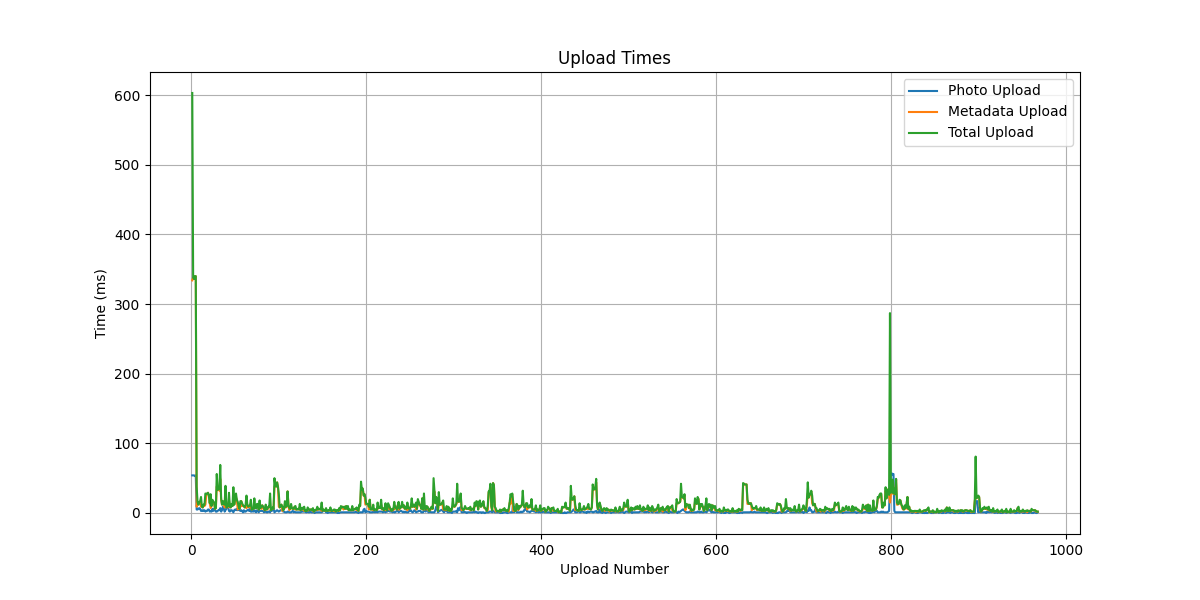 Upload Times
Photo Upload
Metadata Upload
Total Upload
Time (ms)
600
500
400
300
200
100
0
0 200 400 600 800 1000
Upload Number